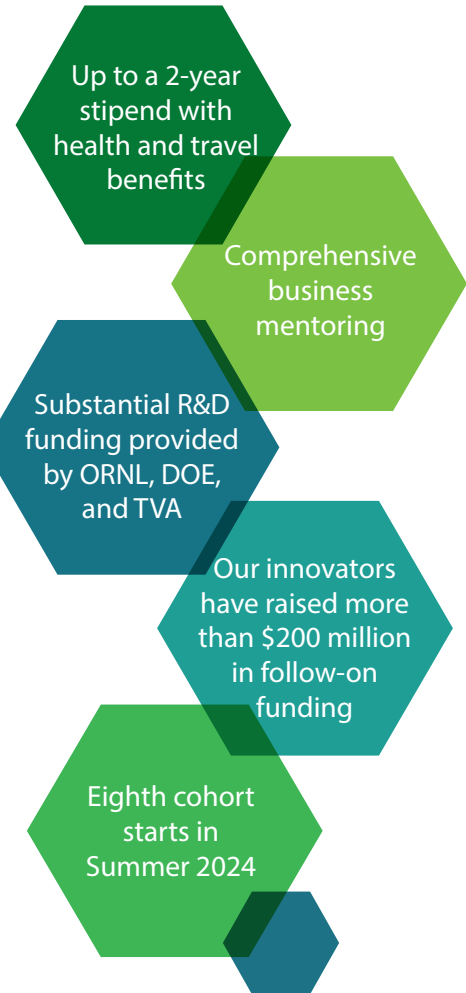 Up to a 2-year
stipend with
health and travel
benefits
Comprehensive
business
mentoring
Substantial R&D
funding provided
by ORNL, DOE,
and TVA
Our innovators
have raised more
than $200 million
in follow-on
funding
Eighth cohort
starts in
Summer 2024